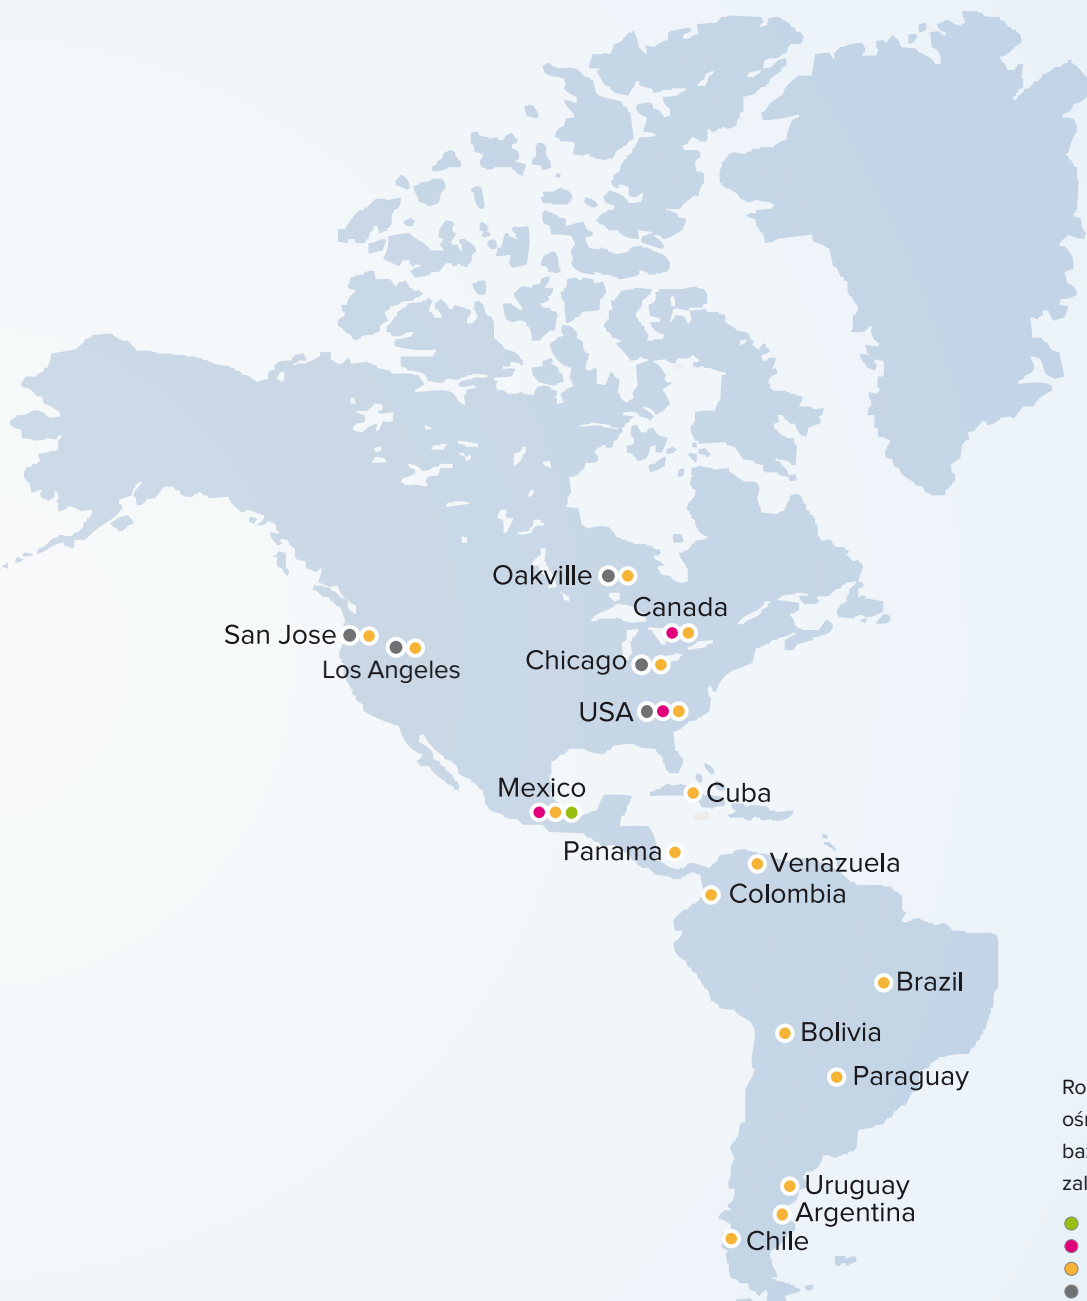 Oakville
Canada
San Jose
Los Angeles
Chicago
USA
Mexico
Cuba
Panama
Venazuela
Colombia
Brazil
Bolivia
Paraguay
Uruguay
Argentina
Chile